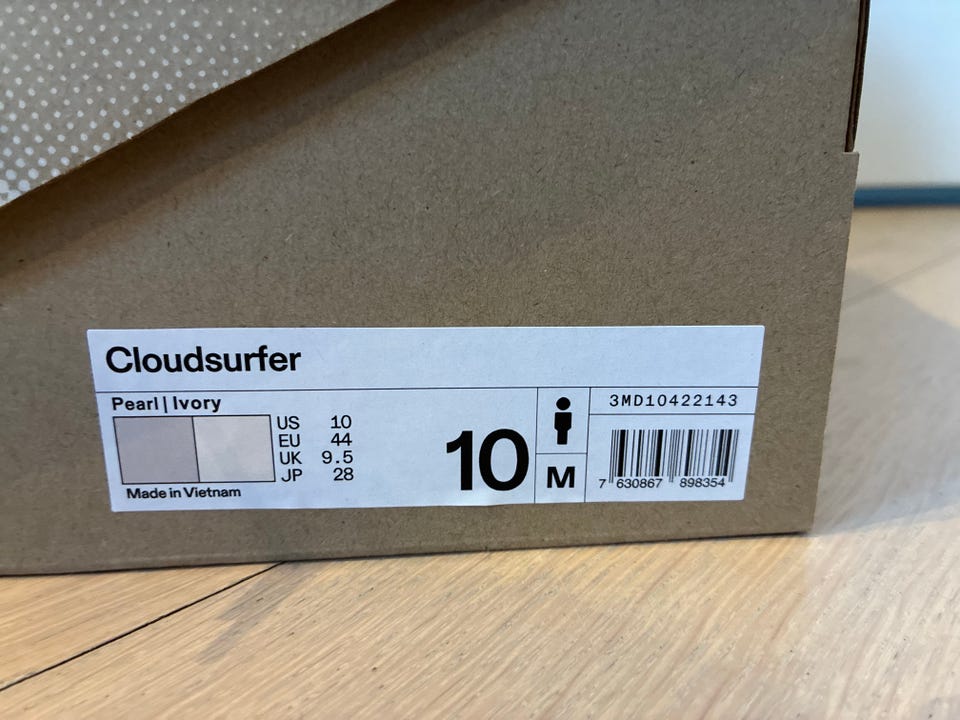 Cloudsurfer
Pearl | Ivory
US 10
EU 44
UK 9.5
JP 28
Made in Vietnam
10
M
3MD10422143
7 630867 898354